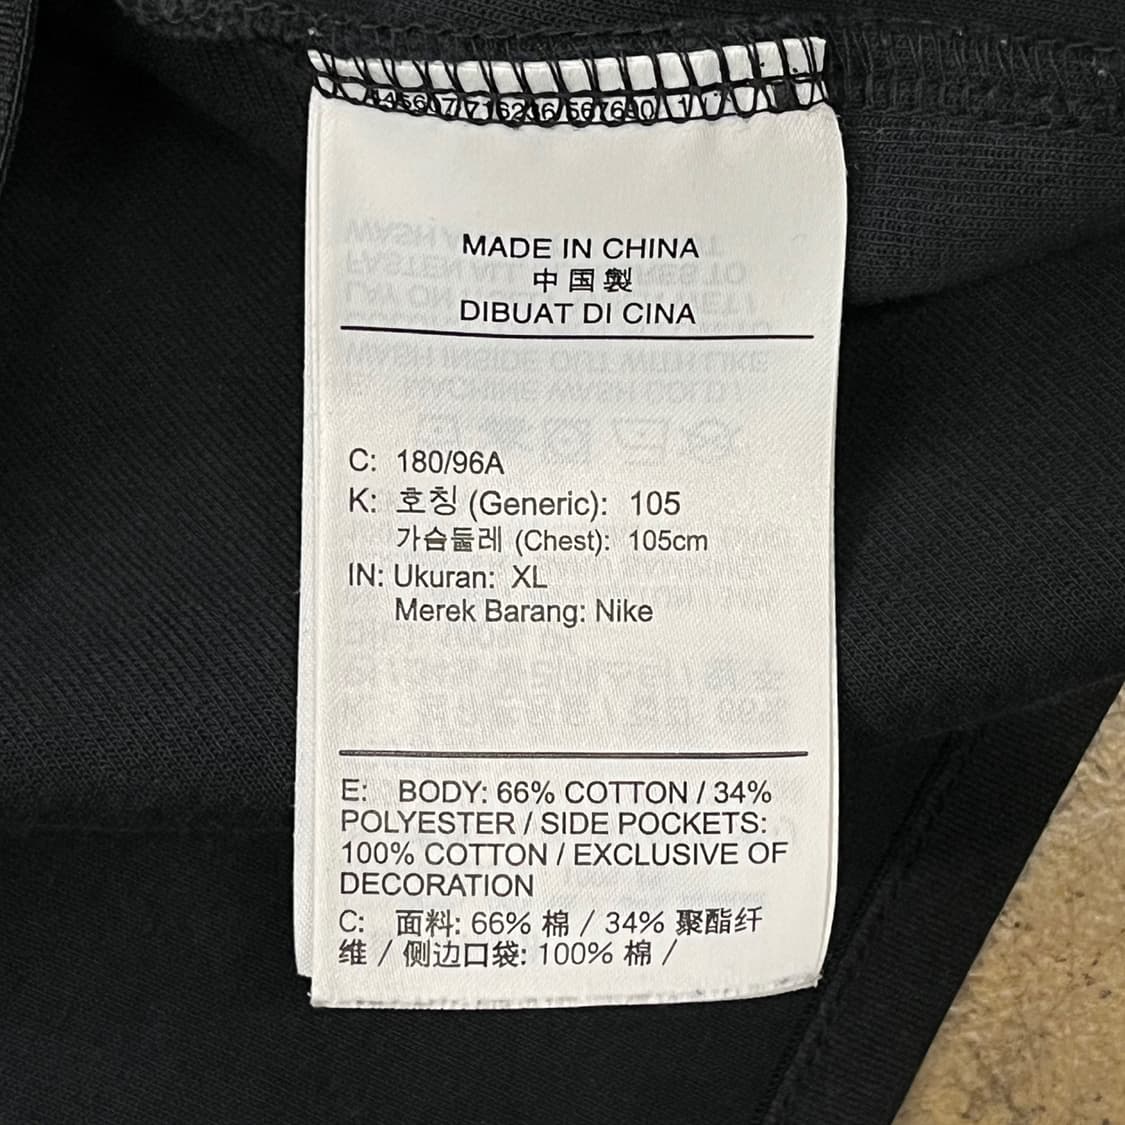 MADE IN CHINA
中国製
DIBUAT DI CINA
C: 180/96A
K: 호칭 (Generic): 105
가슴둘레 (Chest): 105cm
IN: Ukuran: XL
Merek Barang: Nike
E: BODY: 66% COTTON / 34%
POLYESTER / SIDE POCKETS:
100% COTTON / EXCLUSIVE OF
DECORATION
C: 面料: 66% 棉 / 34% 聚酯纤
维 / 侧边口袋: 100% 棉 /